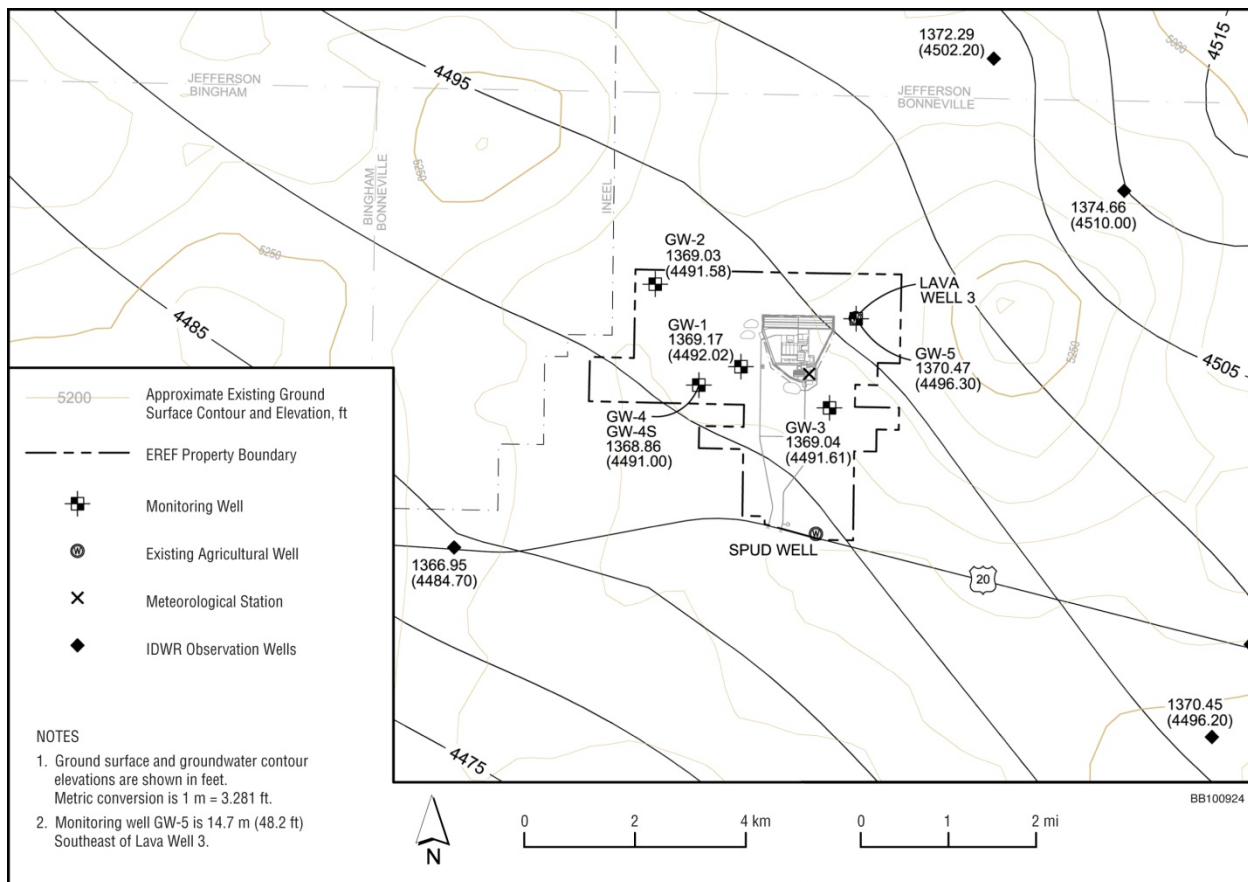 1372.29
(4502.20)
5060
4515
4495
JEFFERSON
BINGHAM
JEFFERSON
BONNEVILLE
5250
BINGHAM
BONNEVILLE
INEEL
1374.66
(4510.00)
GW-2
1369.03
(4491.58)
5250
LAVA
WELL 3
4485
GW-1
1369.17
(4492.02)
GW-5
1370.47
(4496.30)
5250
4505
GW-4
GW-4S
1368.86
(4491.00)
GW-3
1369.04
(4491.61)
1366.95
(4484.70)
SPUD WELL
20
1370.45
(4496.20)
4475
5200
Approximate Existing Ground
Surface Contour and Elevation, ft
EREF Property Boundary
Monitoring Well
W
Existing Agricultural Well
Meteorological Station
IDWR Observation Wells
NOTES
1. Ground surface and groundwater contour
elevations are shown in feet.
Metric conversion is 1 m = 3.281 ft.
2. Monitoring well GW-5 is 14.7 m (48.2 ft)
Southeast of Lava Well 3.
N
0 2 4 km
0 1 2 mi
BB100924